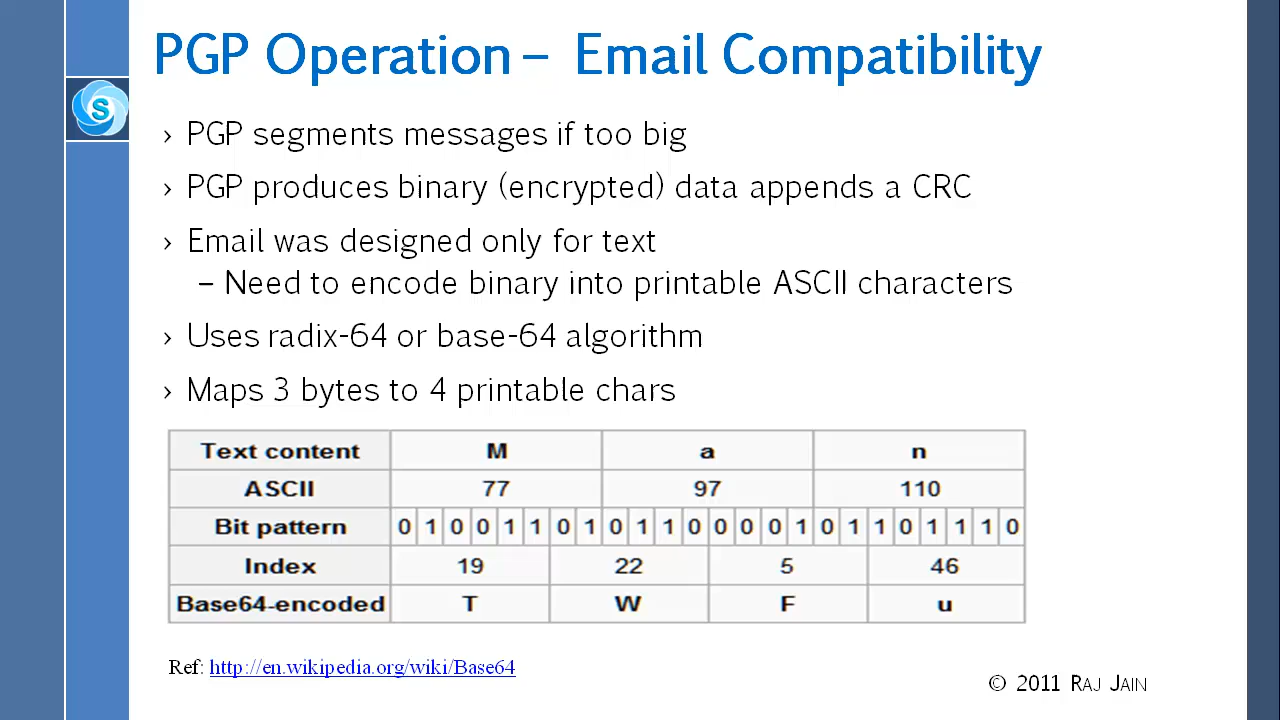 PGP Operation – Email Compatibility
S
› PGP segments messages if too big
› PGP produces binary (encrypted) data appends a CRC
› Email was designed only for text
– Need to encode binary into printable ASCII characters
› Uses radix-64 or base-64 algorithm
› Maps 3 bytes to 4 printable chars
Text content M a n
ASCII 77 97 110
Bit pattern 0 1 0 0 1 1 0 1 0 1 1 0 0 0 0 1 0 1 1 0 1 1 1 0
Index 19 22 5 46
Base64-encoded T W F u
Ref: http://en.wikipedia.org/wiki/Base64
© 2011 Raj Jain